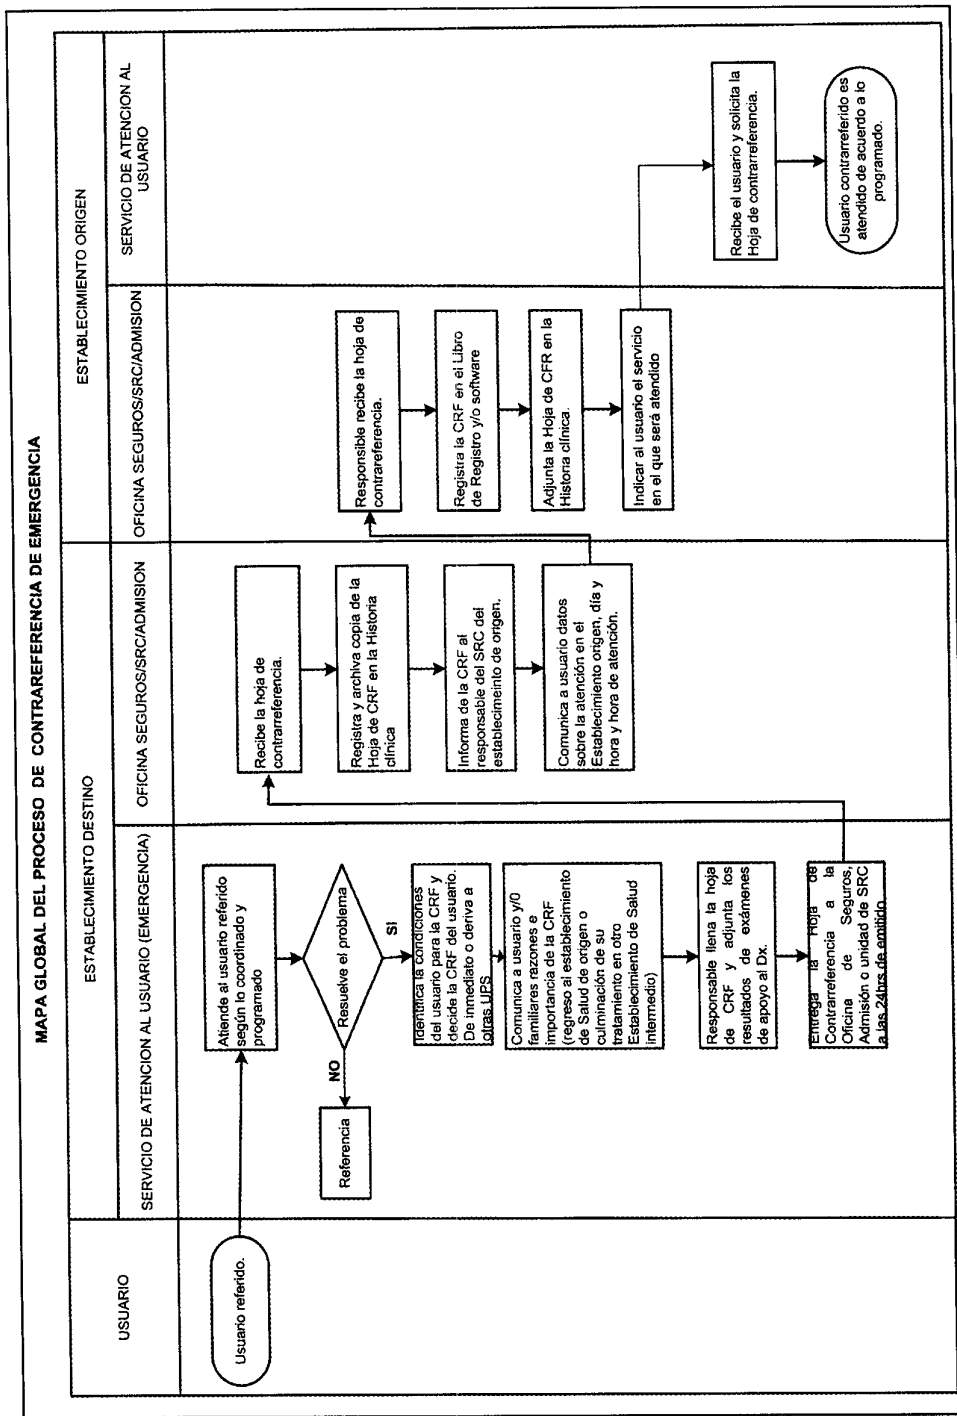 MAPA GLOBAL DEL PROCESO DE CONTRAREFERENCIA DE EMERGENCIA
USUARIO
ESTABLECIMIENTO DESTINO
ESTABLECIMIENTO ORIGEN
SERVICIO DE ATENCION AL USUARIO (EMERGENCIA)
OFICINA SEGUROS/SRC/ADMISION
OFICINA SEGUROS/SRC/ADMISION
SERVICIO DE ATENCION AL
USUARIO
Usuario referido.
Atiende al usuario referido
según lo coordinado y
programado
Resuelve el problema
NO
Referencia
SI
Identifica la condiciones
del usuario para la CRF y
decide la CRF del usuario.
De inmediato o deriva a
otras UPS
Comunica a usuario y/0
familiares razones e
importancia de la CRF
(regreso al establecimiento
de Salud de origen o
culminación de su
tratamiento en otro
Establecimiento de Salud
intermedio)
Responsable llena la hoja
de CRF y adjunta los
resultados de exámenes
de apoyo al Dx.
Entrega la Hoja de
Contrarreferencia a la
Oficina de Seguros,
Admisión o unidad de SRC
a las 24hrs de emitido
Recibe la hoja de
contrarreferencia.
Registra y archiva copia de la
Hoja de CRF en la Historia
clínica
Informa de la CRF al
responsable del SRC del
establecimeinto de origen.
Comunica a usuario datos
sobre la atención en el
Establecimiento origen, día y
hora y hora de atención.
Responsible recibe la hoja de
contrareferencia.
Registra la CRF en el Libro
de Registro y/o software
Adjunta la Hoja de CFR en la
Historia clínica.
Indicar al usuario el servicio
en el que será atendido
Recibe el usuario y solicita la
Hoja de contrarreferencia.
Usuario contrarreferido es
atendido de acuerdo a lo
programado.